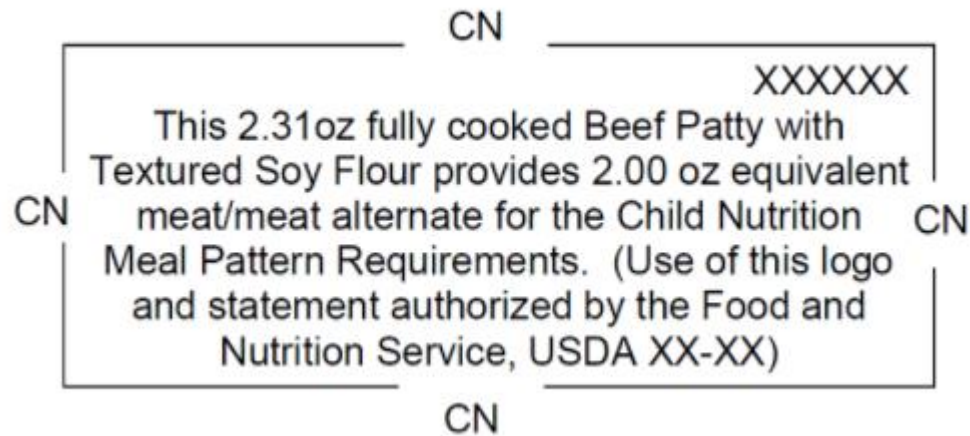 CN
XXXXXX
This 2.31oz fully cooked Beef Patty with
Textured Soy Flour provides 2.00 oz equivalent
CN
meat/meat alternate for the Child Nutrition
CN
Meal Pattern Requirements.  (Use of this logo
and statement authorized by the Food and
Nutrition Service, USDA XX-XX)
CN